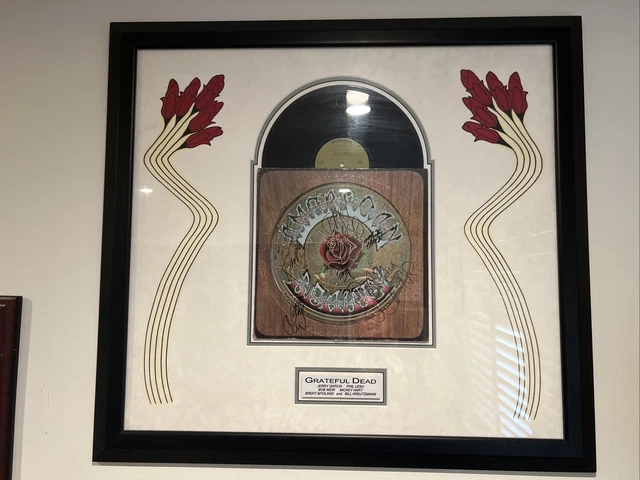 AMERICAN
BEAUTY
GRATEFUL DEAD
JERRY GARCIA PHIL LESH
BOB WEIR MICKEY HART
BRENT MYDLAND and BILL KREUTZMANN